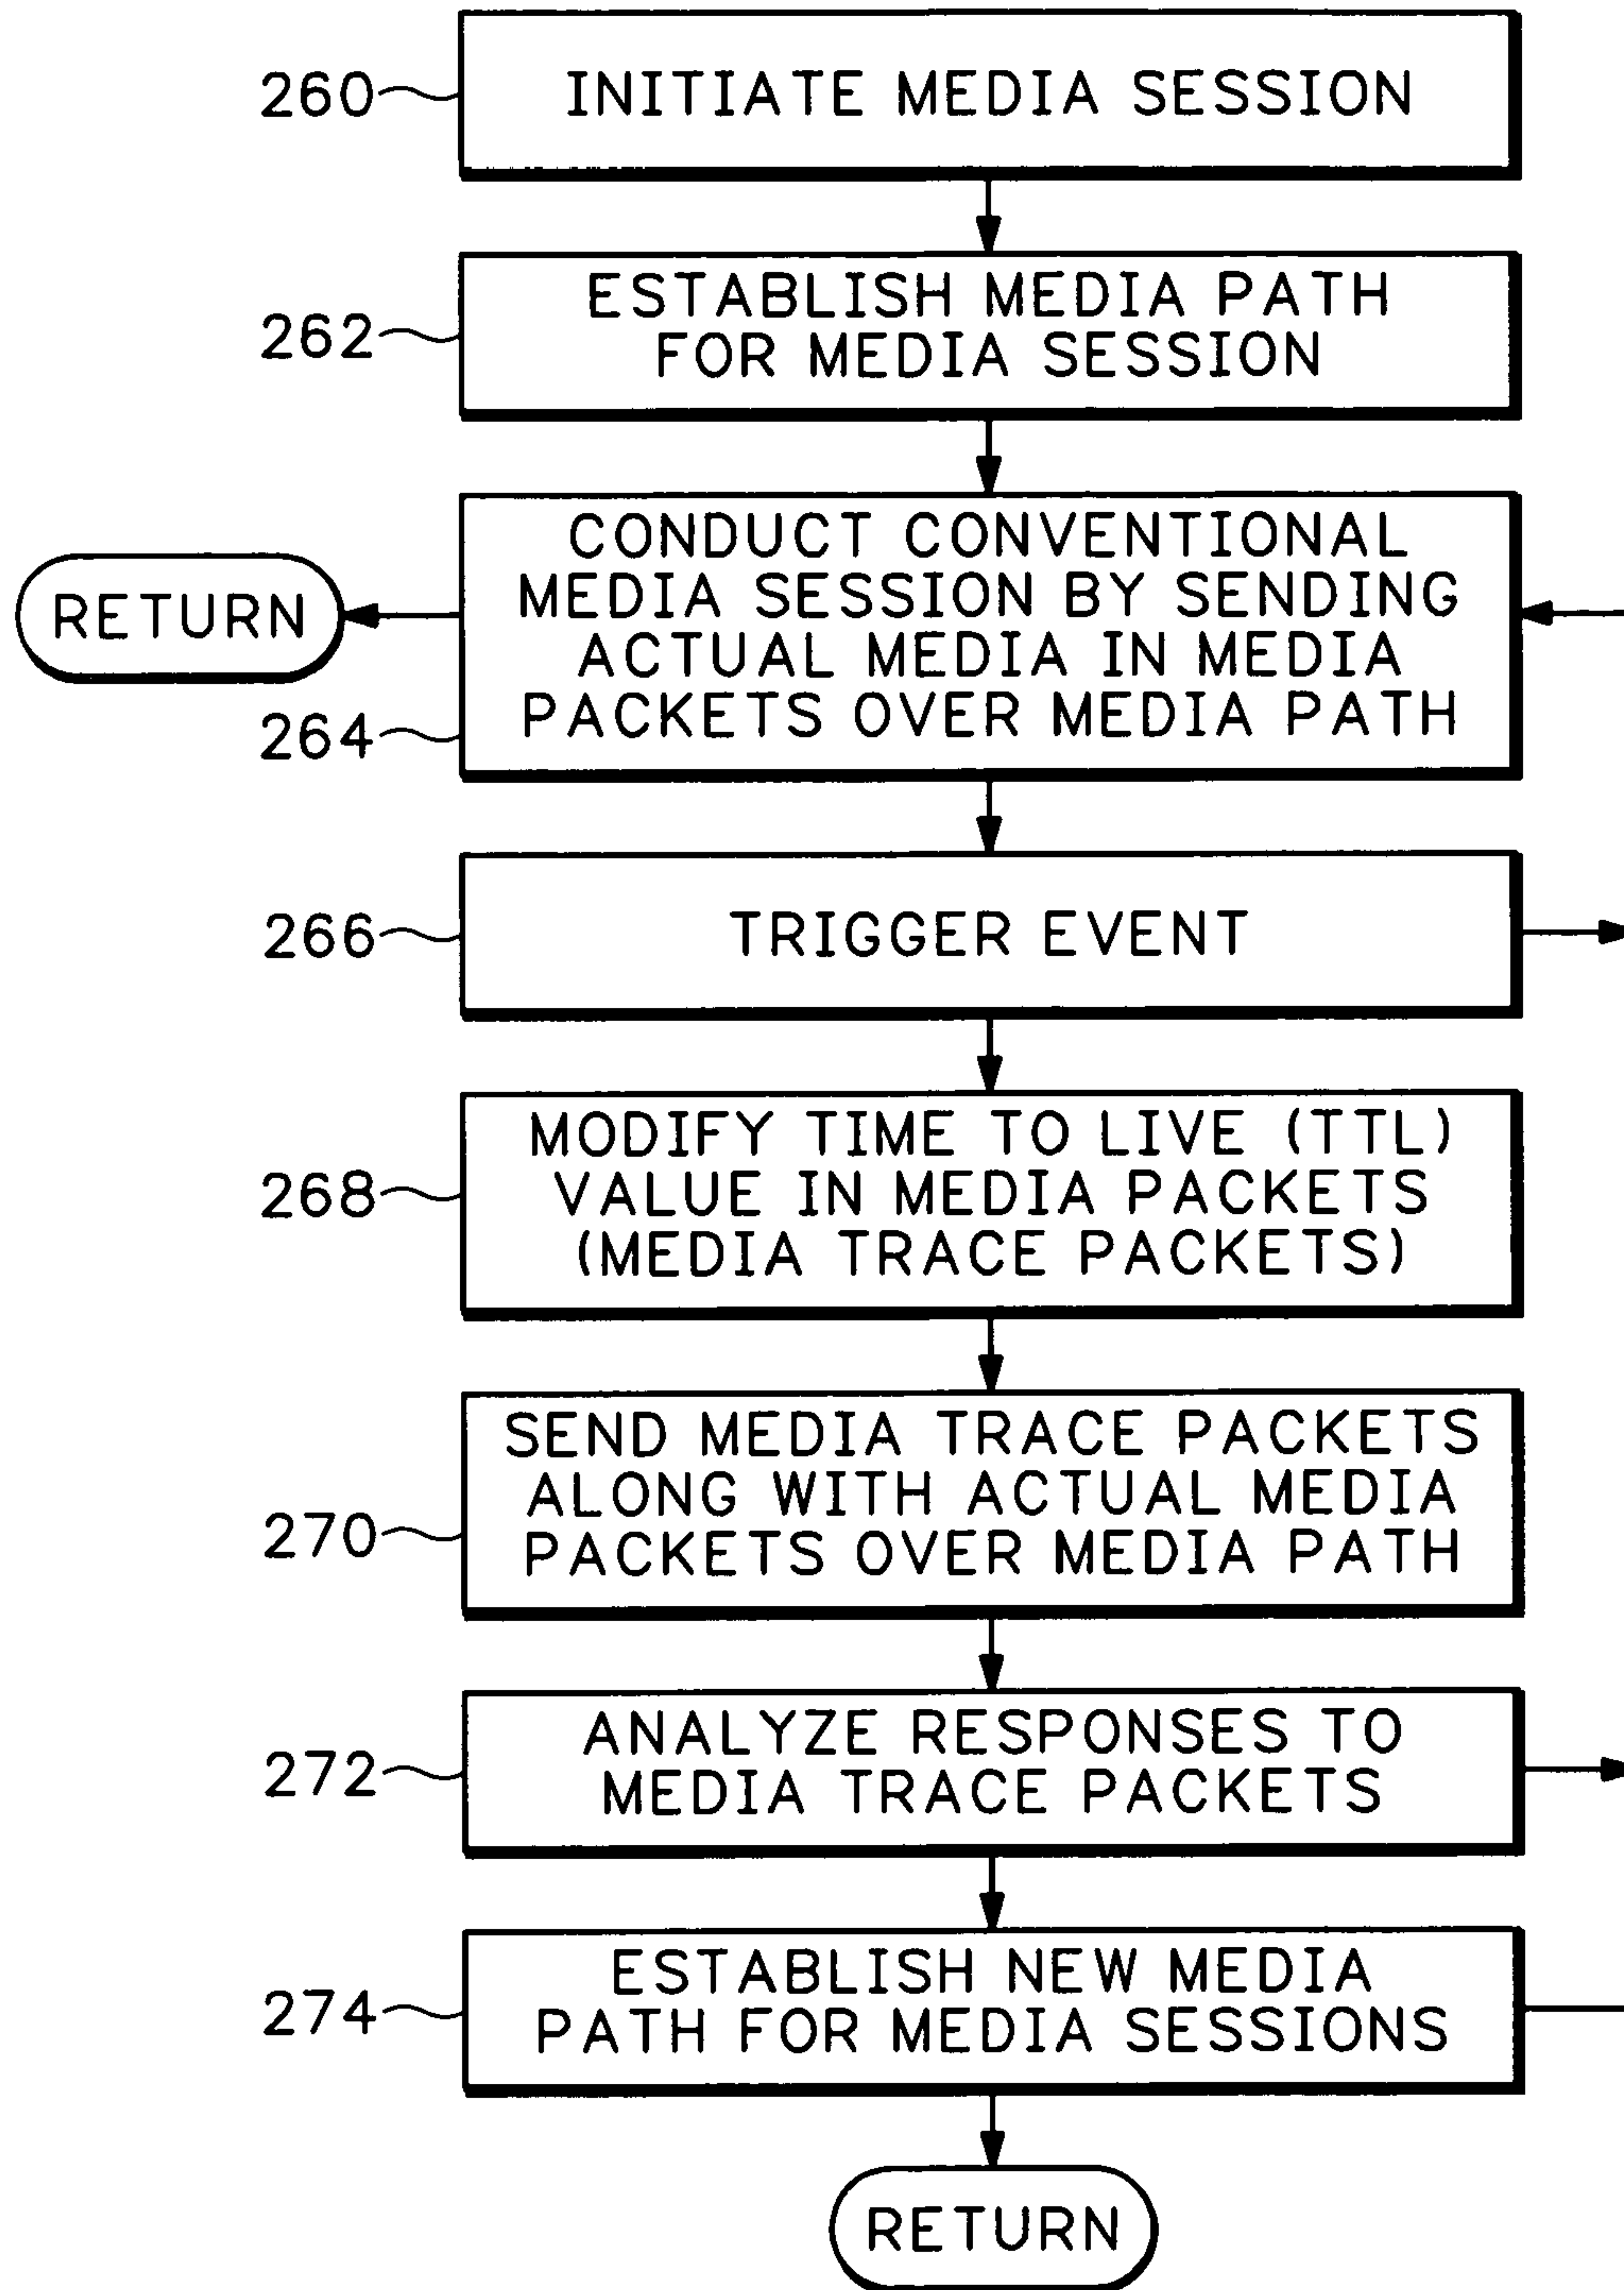 260
INITIATE MEDIA SESSION
262
ESTABLISH MEDIA PATH
FOR MEDIA SESSION
264
CONDUCT CONVENTIONAL
MEDIA SESSION BY SENDING
ACTUAL MEDIA IN MEDIA
PACKETS OVER MEDIA PATH
RETURN
266
TRIGGER EVENT
268
MODIFY TIME TO LIVE (TTL)
VALUE IN MEDIA PACKETS
(MEDIA TRACE PACKETS)
270
SEND MEDIA TRACE PACKETS
ALONG WITH ACTUAL MEDIA
PACKETS OVER MEDIA PATH
272
ANALYZE RESPONSES TO
MEDIA TRACE PACKETS
274
ESTABLISH NEW MEDIA
PATH FOR MEDIA SESSIONS
RETURN